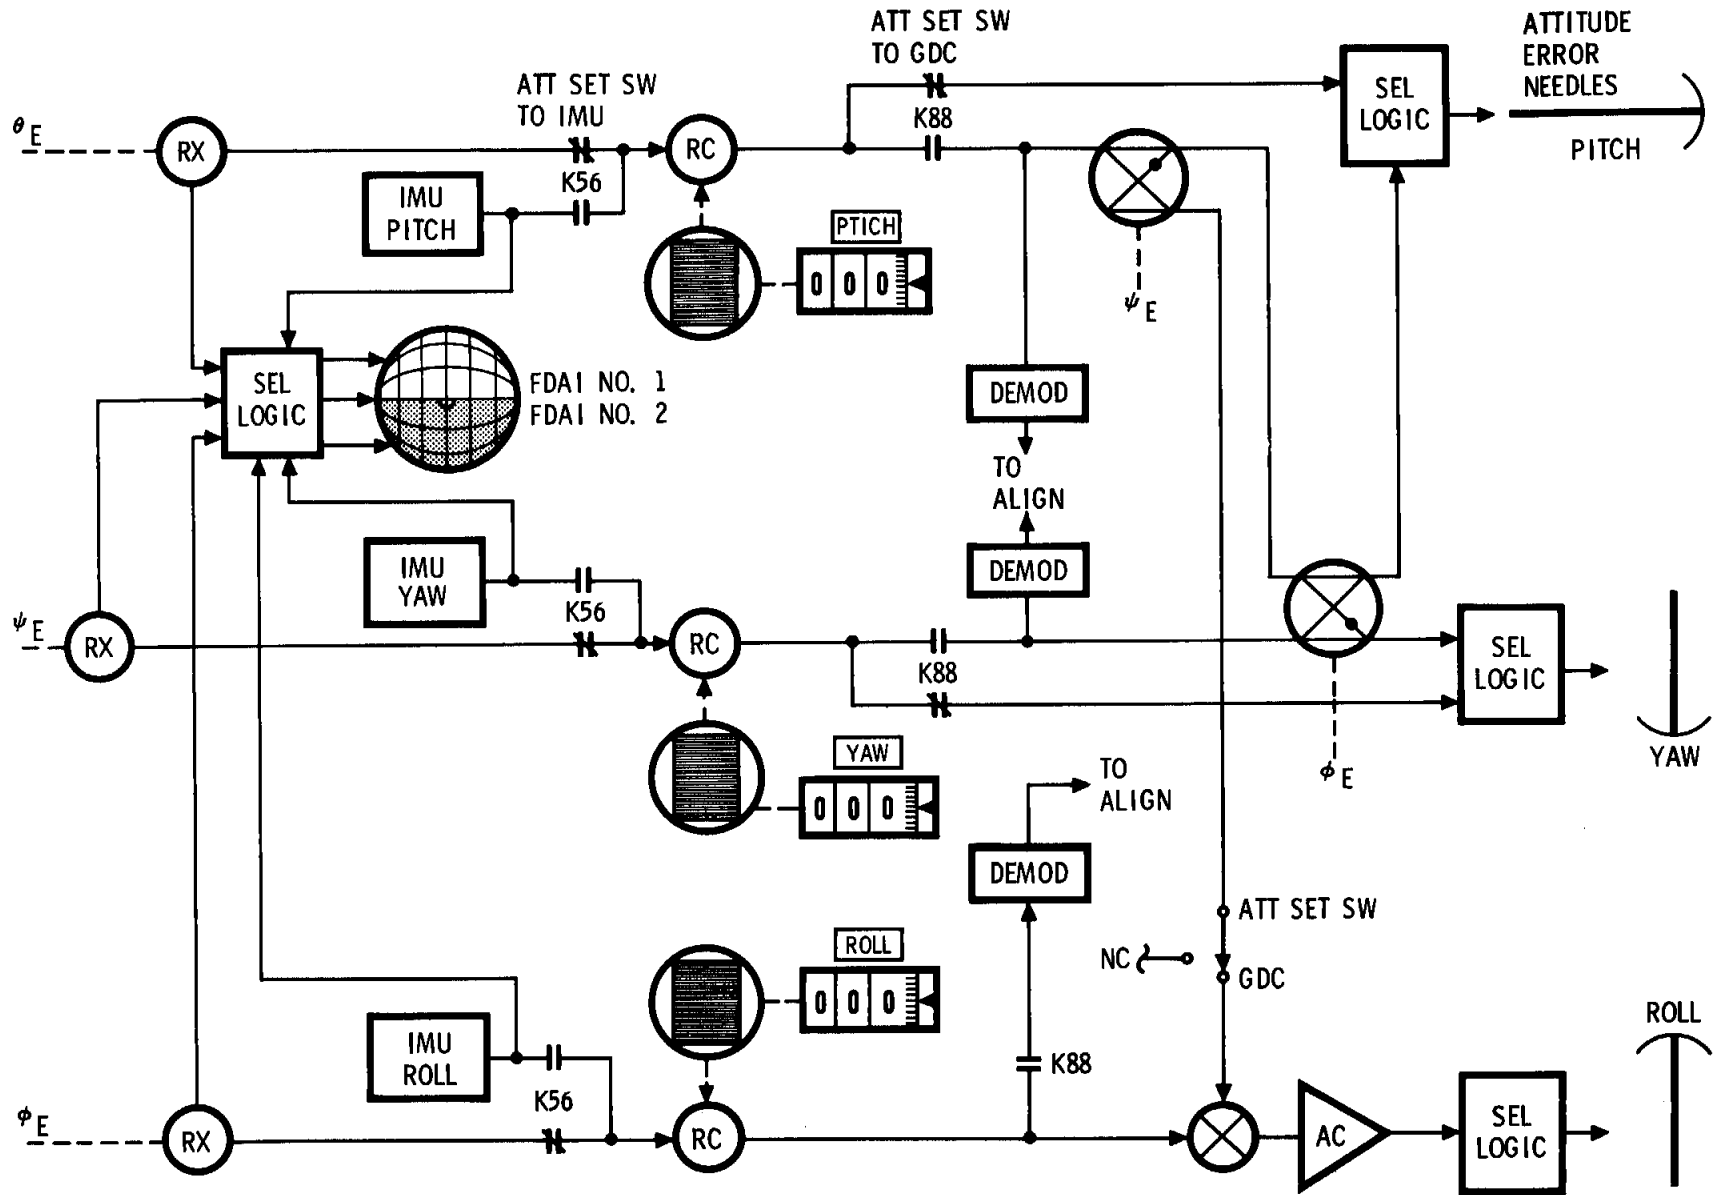 ATT SET SW
TO GDC
ATTITUDE
ERROR
NEEDLES
ATT SET SW
TO IMU
SEL
LOGIC
θE
RX
RC
K88
PITCH
K56
IMU
PITCH
PTICH
0 0 0
ψE
SEL
LOGIC
FDAI NO. 1
FDAI NO. 2
DEMOD
TO
ALIGN
IMU
YAW
DEMOD
K56
ψE
RX
RC
K88
SEL
LOGIC
YAW
YAW
0 0 0
φE
TO
ALIGN
DEMOD
ATT SET SW
ROLL
NC
GDC
0 0 0
ROLL
IMU
ROLL
K88
K56
φE
RX
RC
AC
SEL
LOGIC